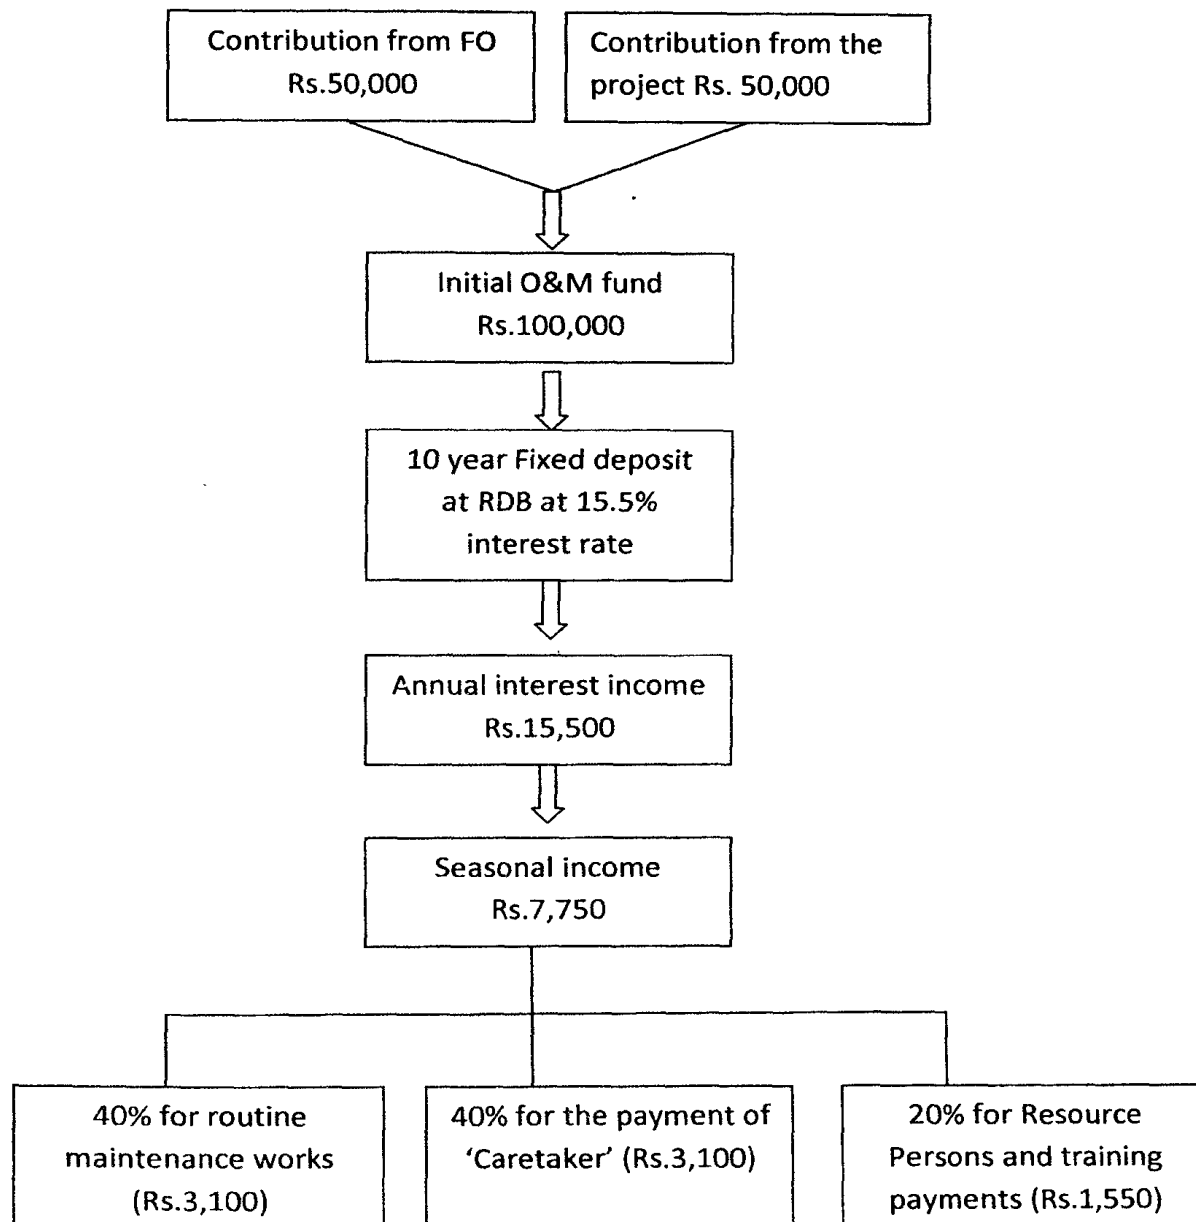 Contribution from FO
Rs.50,000
Contribution from the
project Rs. 50,000
Initial O&M fund
Rs.100,000
10 year Fixed deposit
at RDB at 15.5%
interest rate
Annual interest income
Rs.15,500
Seasonal income
Rs.7,750
40% for routine
maintenance works
(Rs.3,100)
40% for the payment of
‘Caretaker’ (Rs.3,100)
20% for Resource
Persons and training
payments (Rs.1,550)